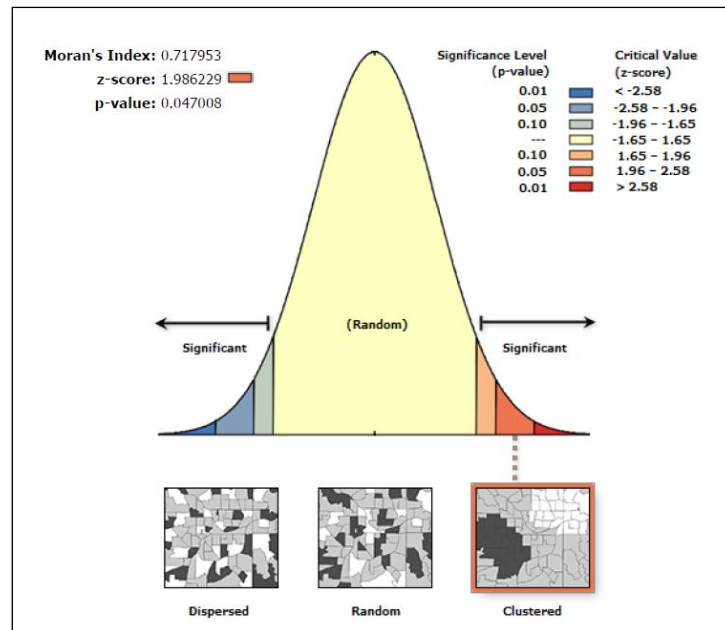 Moran's Index: 0.717953
z-score: 1.986229
p-value: 0.047008
Significance Level
(p-value)
Critical Value
(z-score)
0.01 < -2.58
0.05 -2.58 – -1.96
0.10 -1.96 – -1.65
--- -1.65 – 1.65
0.10 1.65 – 1.96
0.05 1.96 – 2.58
0.01 > 2.58
(Random)
Significant
Significant
Dispersed
Random
Clustered